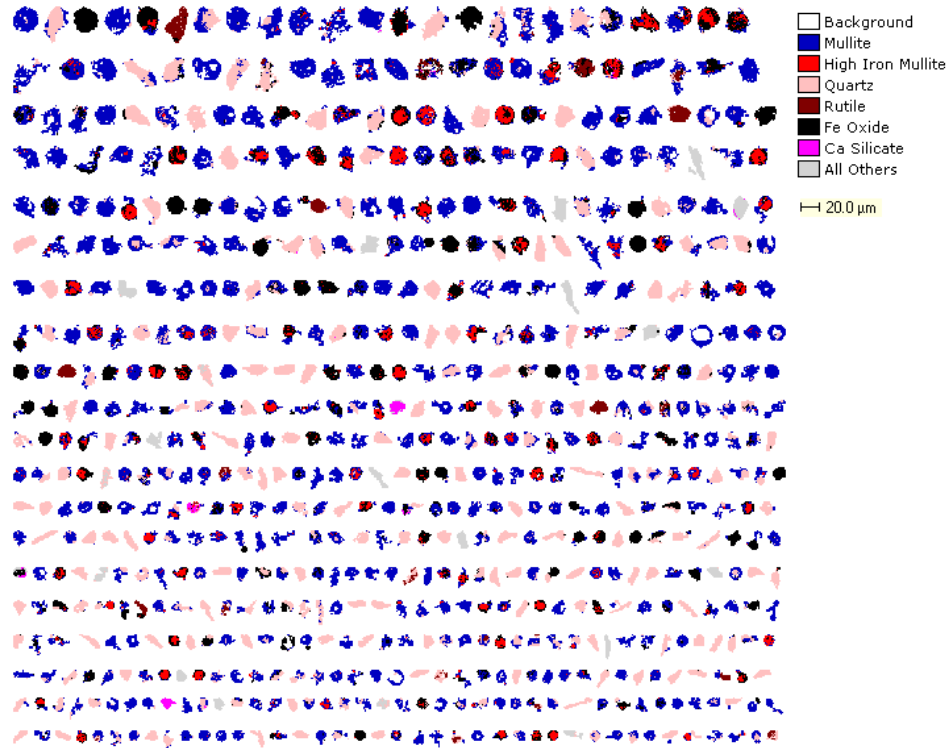 Background
Mullite
High Iron Mullite
Quartz
Rutile
Fe Oxide
Ca Silicate
All Others
20.0 µm